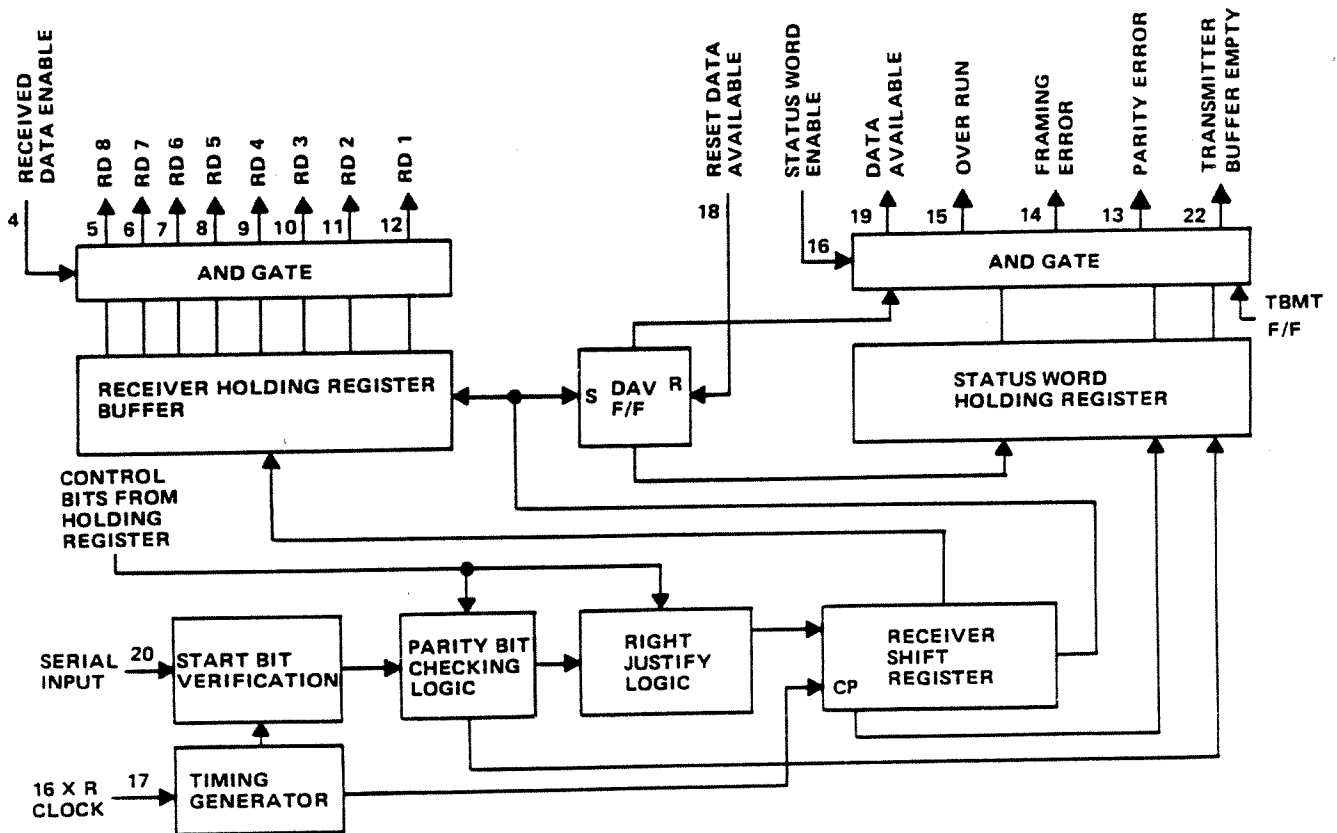 RECEIVED
DATA ENABLE
RD 8
RD 7
RD 6
RD 5
RD 4
RD 3
RD 2
RD 1
RESET DATA
AVAILABLE
STATUS WORD
ENABLE
DATA
AVAILABLE
OVER RUN
FRAMING
ERROR
PARITY ERROR
TRANSMITTER
BUFFER EMPTY
4
5
6
7
8
9
10
11
12
18
16
19
15
14
13
22
AND GATE
AND GATE
TBMT
F/F
RECEIVER HOLDING REGISTER
BUFFER
S
DAV
F/F
R
STATUS WORD
HOLDING REGISTER
CONTROL
BITS FROM
HOLDING
REGISTER
SERIAL
INPUT
20
START BIT
VERIFICATION
PARITY BIT
CHECKING
LOGIC
RIGHT
JUSTIFY
LOGIC
RECEIVER
SHIFT
REGISTER
CP
16 X R
CLOCK
17
TIMING
GENERATOR